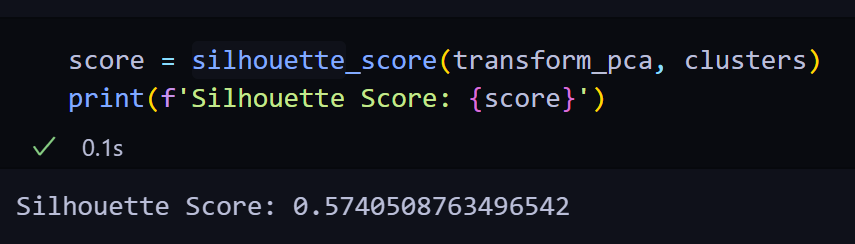 score = silhouette_score(transform_pca, clusters)
print(f'Silhouette Score: {score}')
0.1s
Silhouette Score: 0.5740508763496542